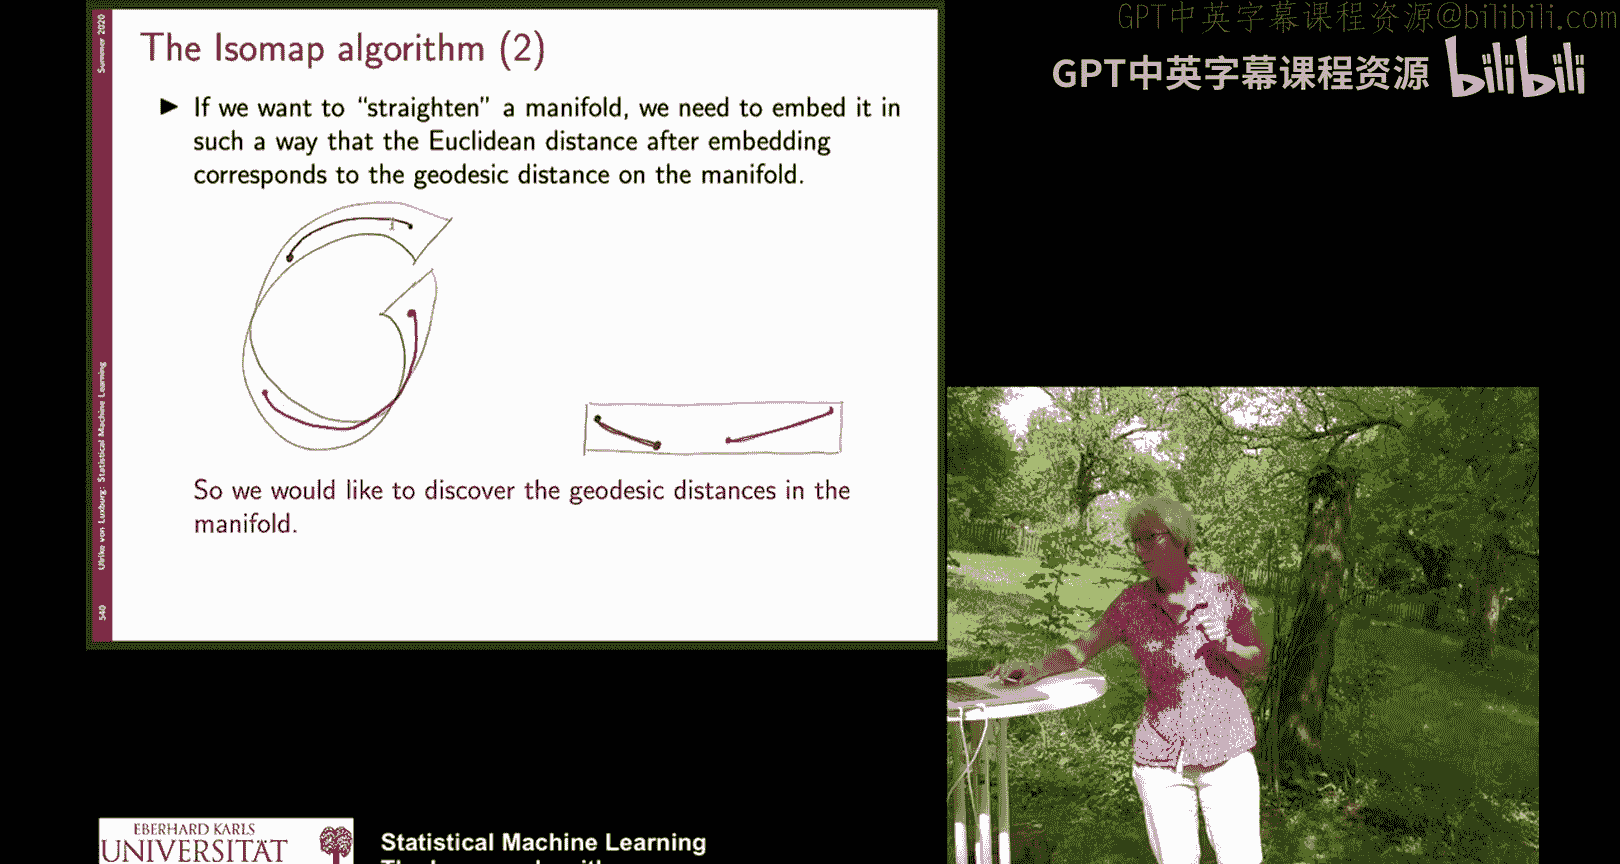 GPT中英字幕课程资源@bilibili.com
GPT中英字幕课程资源 bilibili
Summer 2020
The Isomap algorithm (2)
If we want to “straighten” a manifold, we need to embed it in
such a way that the Euclidean distance after embedding
corresponds to the geodesic distance on the manifold.
So we would like to discover the geodesic distances in the
manifold.
Ulrike von Luxburg: Statistical Machine Learning
540
EBERHARD KARLS
UNIVERSITÄT
Statistical Machine Learning